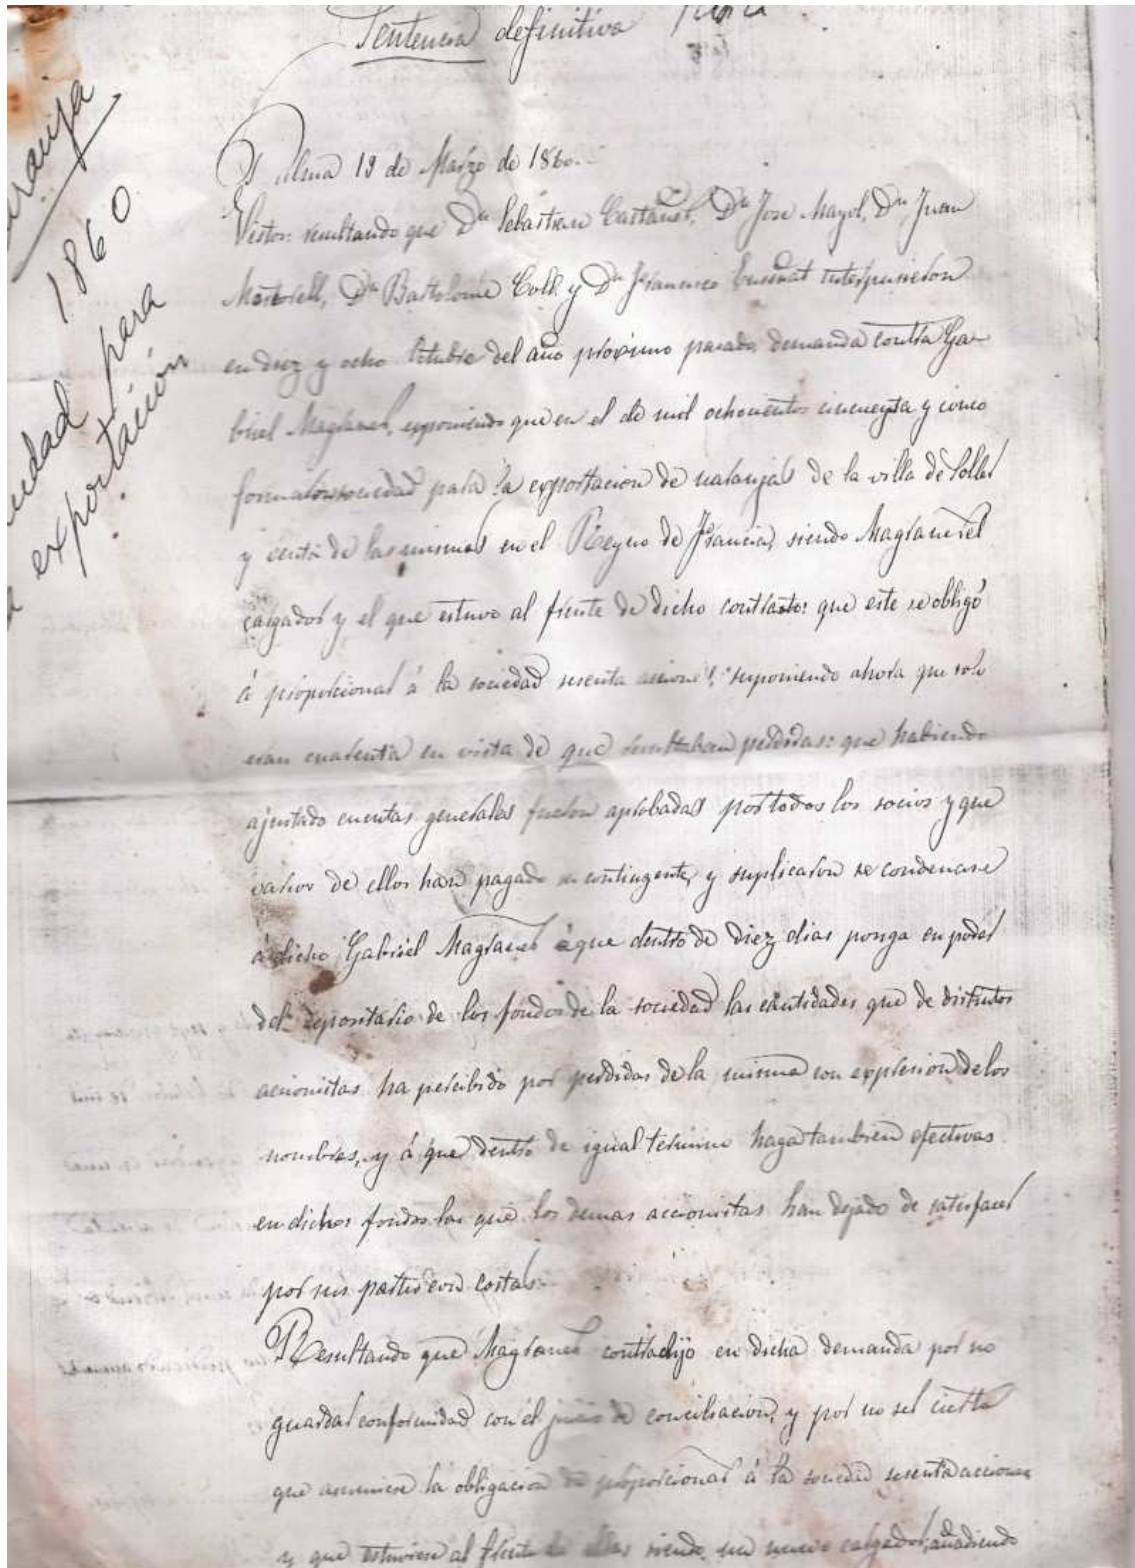 Sentencia definitiva
naranja
1860
para
exportación
Palma 19 de Marzo de 1860.
Vistos: resultando que Dn Sebastian Castañer, Dn Jose Mayol, Dn Juan
Martorell, Dn Bartolomé Coll y Dn Francisco interpusieron
en diez y ocho Octubre del año próximo pasado demanda contra Ga-
briel Magraner, esponiendo que en el de mil ochocientos cincuenta y cinco
formaron sociedad para la exportacion de naranjas de la villa de Soller
y venta de las mismas en el Reyno de Francia, siendo Magraner el
cargador y el que estuvo al frente de dicho contrato: que este se obligó
á proporcionar á la sociedad sesenta acciones, suponiendo ahora que solo
eran cuarenta en vista de que resultaban perdidas: que habiendo
ajustado cuentas generales fueron aprobadas por todos los socios y que
varios de ellos han pagado su contingente, y suplicaron se condenase
á dicho Gabriel Magraner á que dentro de diez dias ponga en poder
del depositario de los fondos de la sociedad las cantidades que de distintos
accionistas ha percibido por perdidas de la misma con expresion de los
nombres, y á que dentro de igual termino haga tambien efectivas
en dichos fondos las que los demas accionistas han dejado de satisfacer
por sus partes con costas.
Resultando que Magraner contradijo en dicha demanda por no
guardar conformidad con el juicio de conciliacion, y por no ser cierto
que asumiese la obligacion de proporcionar á la sociedad sesenta acciones
y que estuviese al frente de ellas siendo un mero cargador, añadiendo